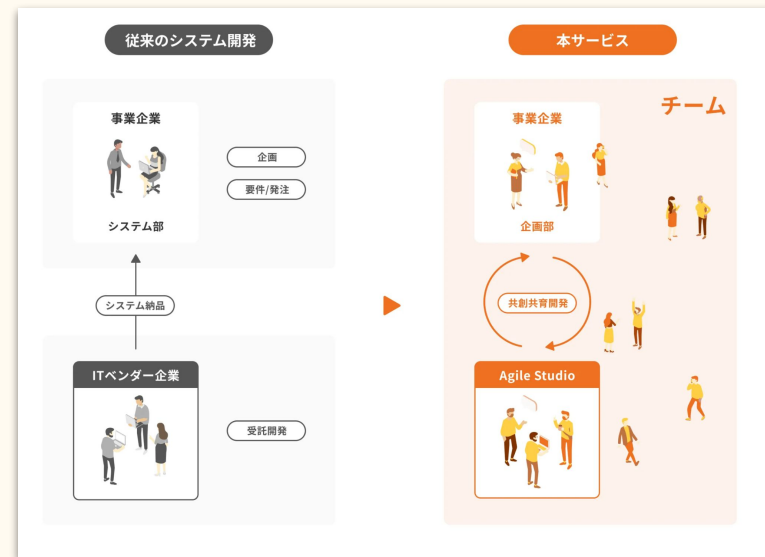 従来のシステム開発
事業企業
システム部
企画
要件/発注
システム納品
ITベンダー企業
受託開発
本サービス
チーム
事業企業
企画部
共創共育開発
Agile Studio